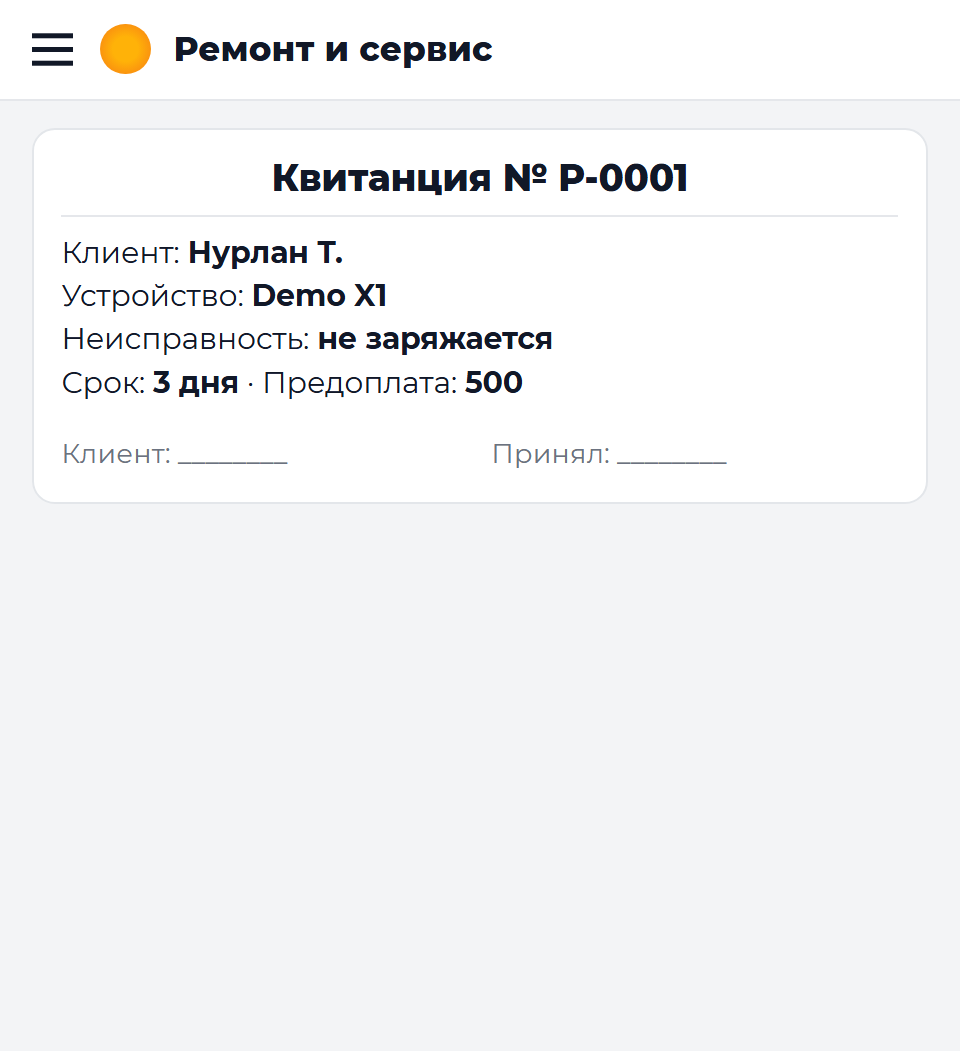 Ремонт и сервис
Квитанция № Р-0001
Клиент: Нурлан Т.
Устройство: Demo X1
Неисправность: не заряжается
Срок: 3 дня · Предоплата: 500
Клиент: ________ Принял: ________